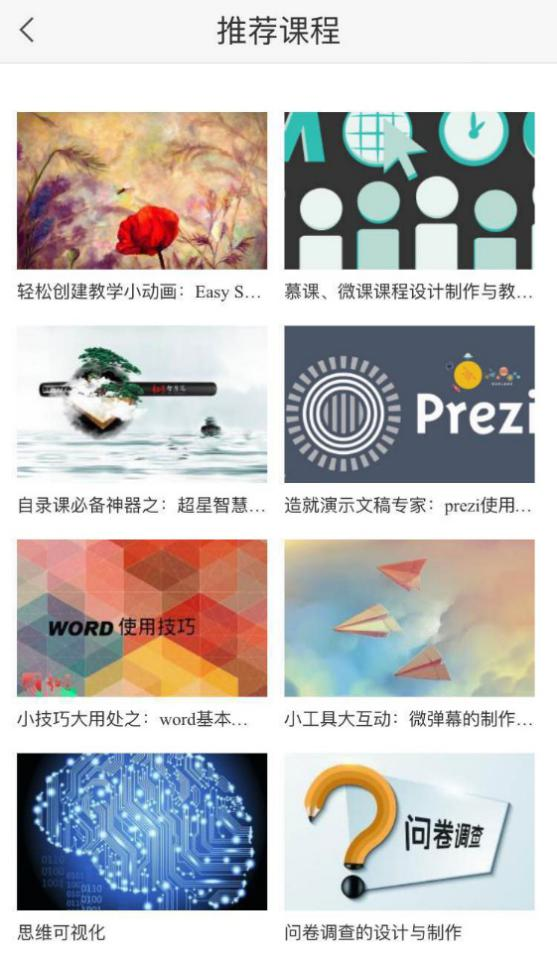 推荐课程
轻松创建教学小动画：Easy S...
慕课、微课课程设计制作与教...
Prezi
自录课必备神器之：超星智慧...
造就演示文稿专家：prezi使用...
WORD 使用技巧
小技巧大用处之：word基本...
小工具大互动：微弹幕的制作...
问卷调查
思维可视化
问卷调查的设计与制作